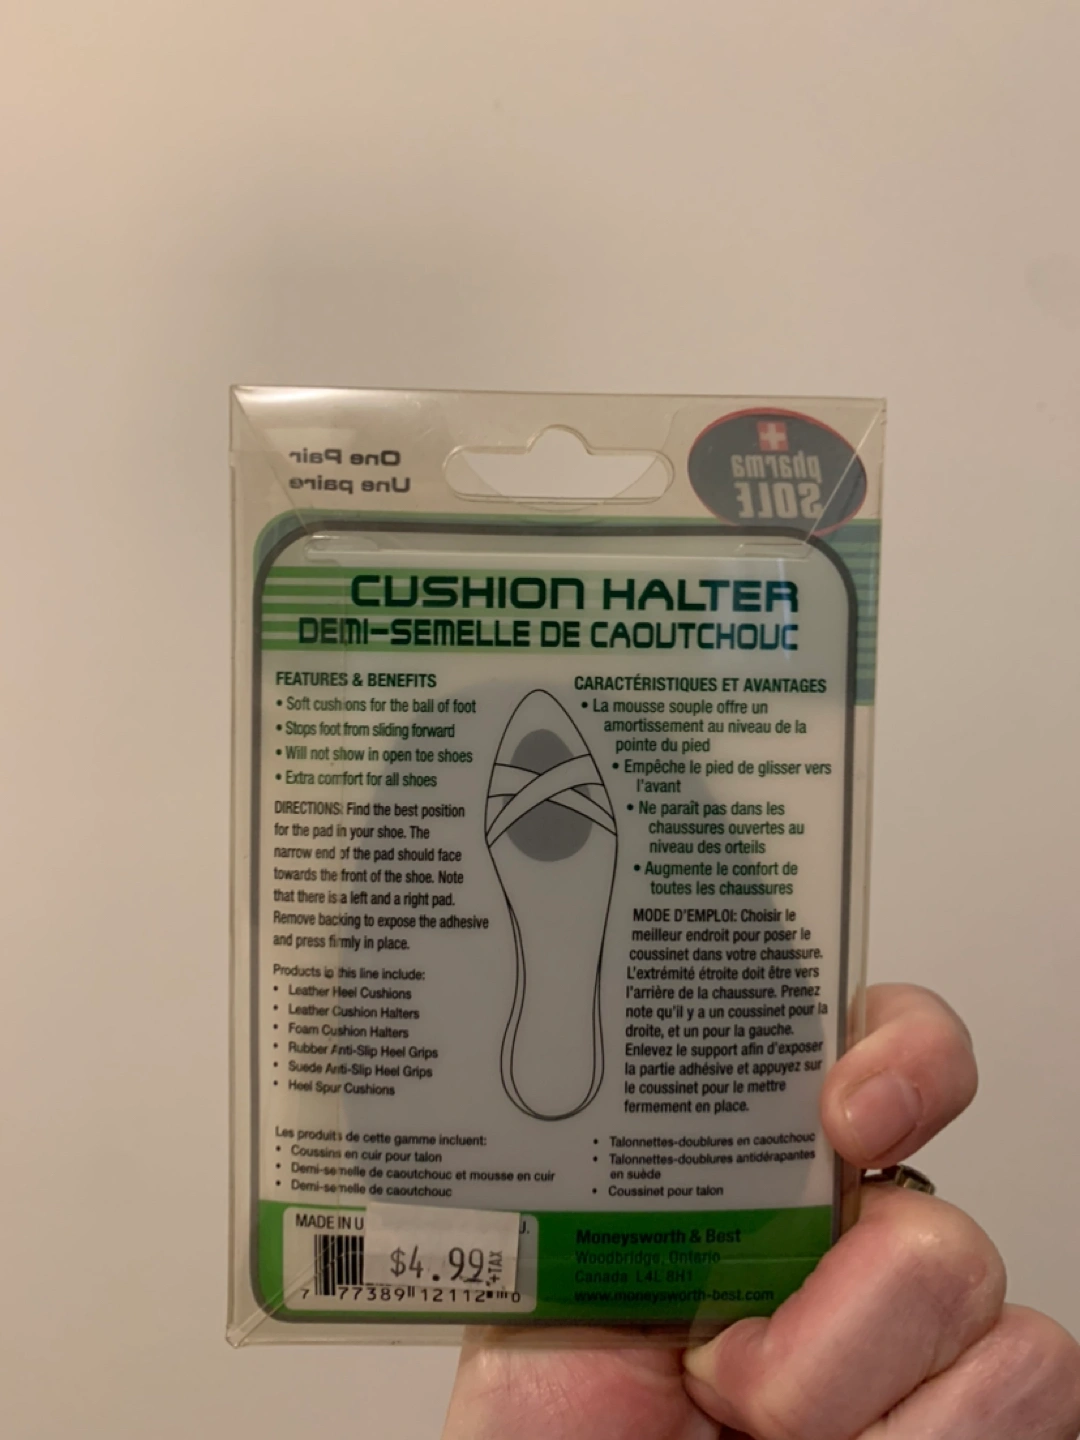 One Pair
Une paire
pharma
SOLE
CUSHION HALTER
DEMI-SEMELLE DE CAOUTCHOUC
FEATURES & BENEFITS
• Soft cushions for the ball of foot
• Stops foot from sliding forward
• Will not show in open toe shoes
• Extra comfort for all shoes
DIRECTIONS: Find the best position
for the pad in your shoe. The
narrow end of the pad should face
towards the front of the shoe. Note
that there is a left and a right pad.
Remove backing to expose the adhesive
and press firmly in place.
Products in this line include:
• Leather Heel Cushions
• Leather Cushion Halters
• Foam Cushion Halters
• Rubber Anti-Slip Heel Grips
• Suede Anti-Slip Heel Grips
• Heel Spur Cushions
CARACTÉRISTIQUES ET AVANTAGES
• La mousse souple offre un
amortissement au niveau de la
pointe du pied
• Empêche le pied de glisser vers
l'avant
• Ne paraît pas dans les
chaussures ouvertes au
niveau des orteils
• Augmente le confort de
toutes les chaussures
MODE D'EMPLOI: Choisir le
meilleur endroit pour poser le
coussinet dans votre chaussure.
L'extrémité étroite doit être vers
l'arrière de la chaussure. Prenez
note qu'il y a un coussinet pour la
droite, et un pour la gauche.
Enlevez le support afin d'exposer
la partie adhésive et appuyez sur
le coussinet pour le mettre
fermement en place.
Les produits de cette gamme incluent:
• Coussins en cuir pour talon
• Demi-semelle de caoutchouc et mousse en cuir
• Demi-semelle de caoutchouc
• Talonnettes-doublures en caoutchouc
• Talonnettes-doublures antidérapantes
en suède
• Coussinet pour talon
MADE IN U
U.
$4.99 +TAX
7 77389 12112 0
Moneysworth & Best
Woodbridge, Ontario
Canada L4L 8H1
www.moneysworth-best.com